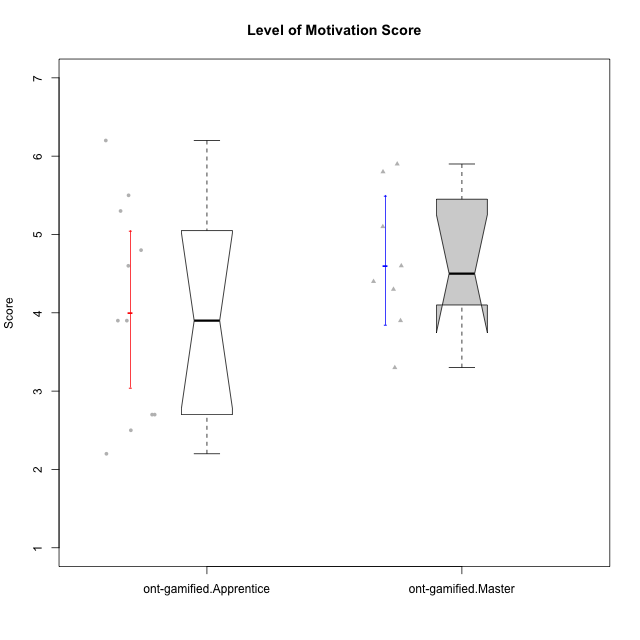 Level of Motivation Score
Score
7
6
5
4
3
2
1
ont-gamified.Apprentice
ont-gamified.Master